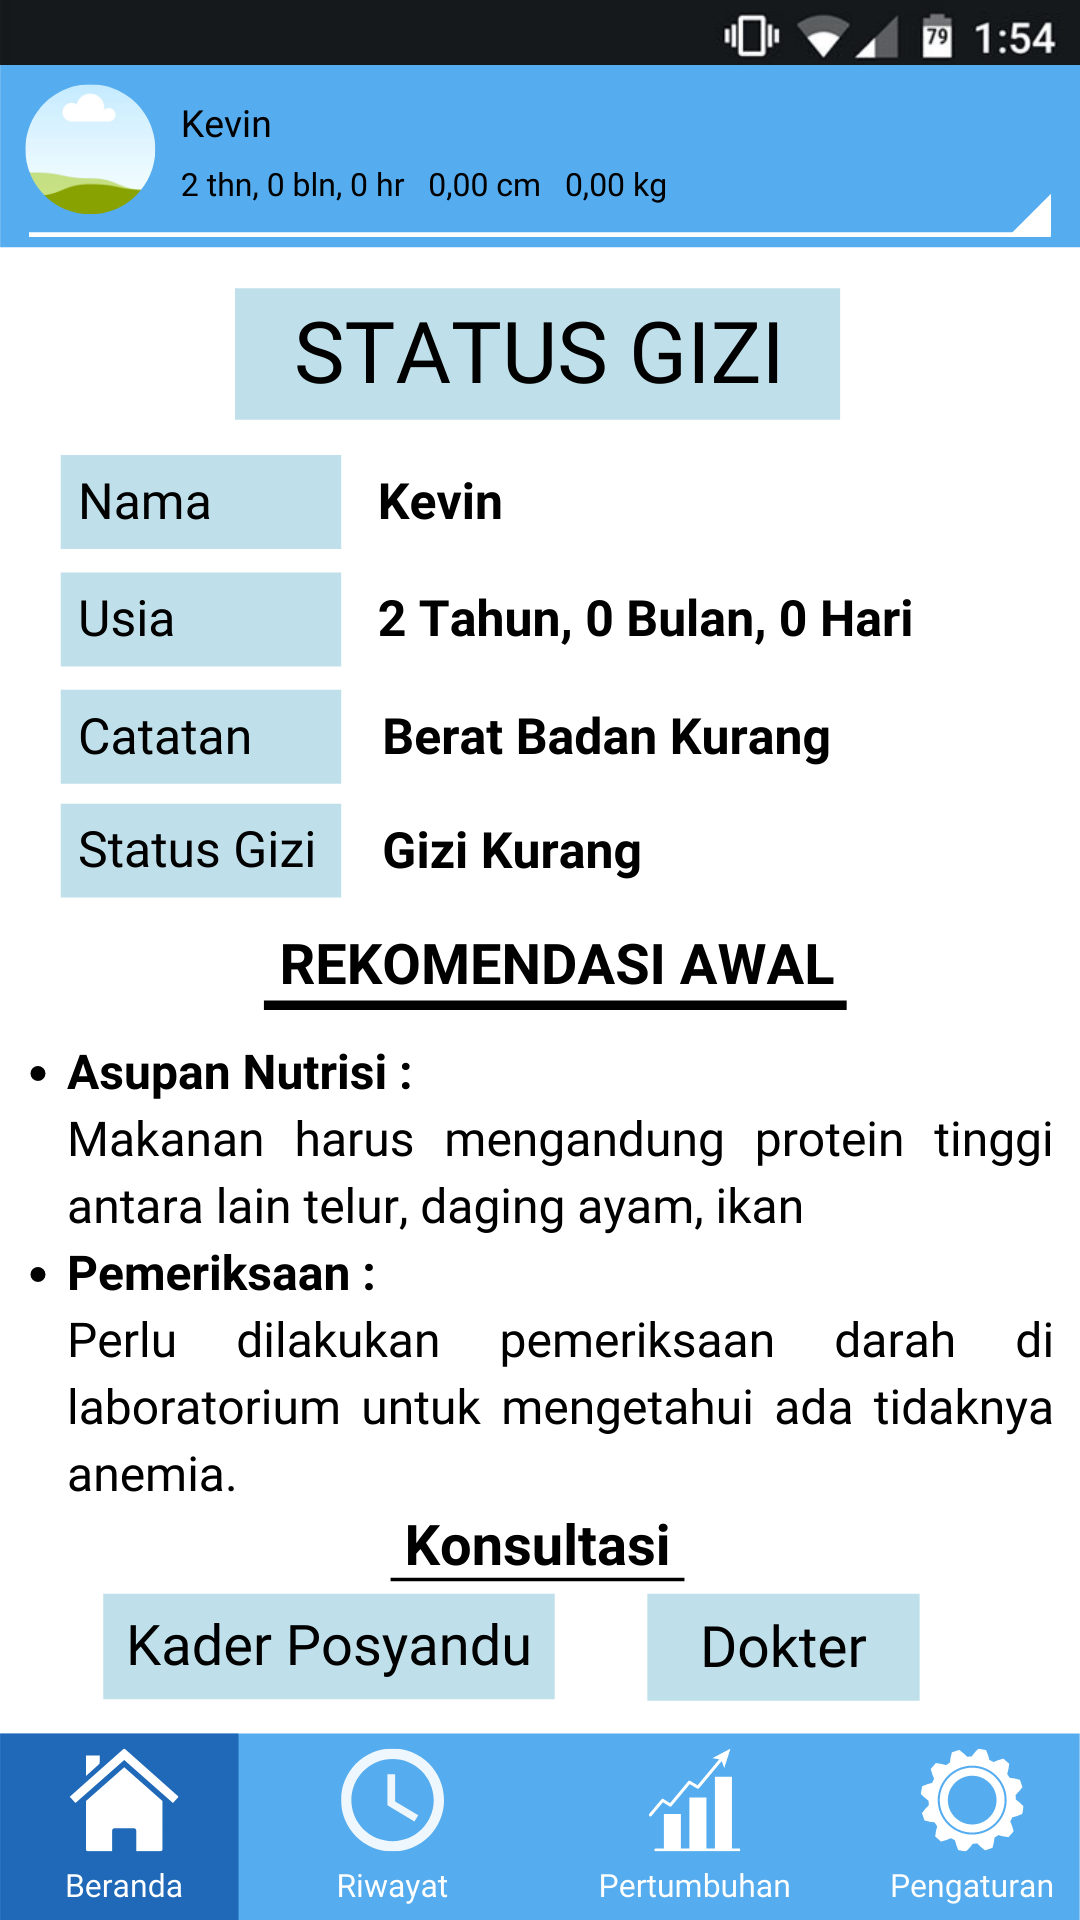 79 1:54
Kevin
2 thn, 0 bln, 0 hr 0,00 cm 0,00 kg
STATUS GIZI
Nama Kevin
Usia 2 Tahun, 0 Bulan, 0 Hari
Catatan Berat Badan Kurang
Status Gizi Gizi Kurang
REKOMENDASI AWAL
• Asupan Nutrisi :
Makanan harus mengandung protein tinggi
antara lain telur, daging ayam, ikan
• Pemeriksaan :
Perlu dilakukan pemeriksaan darah di
laboratorium untuk mengetahui ada tidaknya
anemia.
Konsultasi
Kader Posyandu Dokter
Beranda Riwayat Pertumbuhan Pengaturan